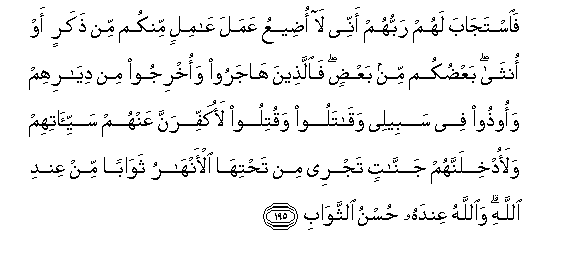 فَٱسْتَجَابَ لَهُمْ رَبُّهُمْ أَنِّى لَآ أُضِيعُ عَمَلَ عَٰمِلٍ مِّنكُم مِّن ذَكَرٍ أَوْ
أُنثَىٰ ۖ بَعْضُكُم مِّنۢ بَعْضٍ ۖ فَٱلَّذِينَ هَاجَرُوا۟ وَأُخْرِجُوا۟ مِن دِيَٰرِهِمْ
وَأُوذُوا۟ فِى سَبِيلِى وَقَٰتَلُوا۟ وَقُتِلُوا۟ لَأُكَفِّرَنَّ عَنْهُمْ سَيِّـَٔاتِهِمْ
وَلَأُدْخِلَنَّهُمْ جَنَّٰتٍ تَجْرِى مِن تَحْتِهَا ٱلْأَنْهَٰرُ ثَوَابًا مِّنْ عِندِ
ٱللَّهِ ۗ وَٱللَّهُ عِندَهُۥ حُسْنُ ٱلثَّوَابِ ١٩٥